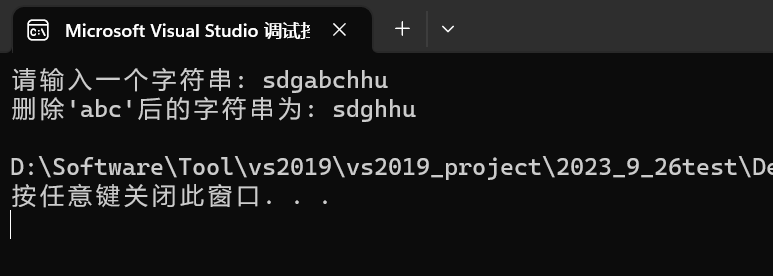 Microsoft Visual Studio 调试
请输入一个字符串: sdgabchhu
删除'abc'后的字符串为: sdghhu
D:\Software\Tool\vs2019\vs2019_project\2023_9_26test\De
按任意键关闭此窗口. . .